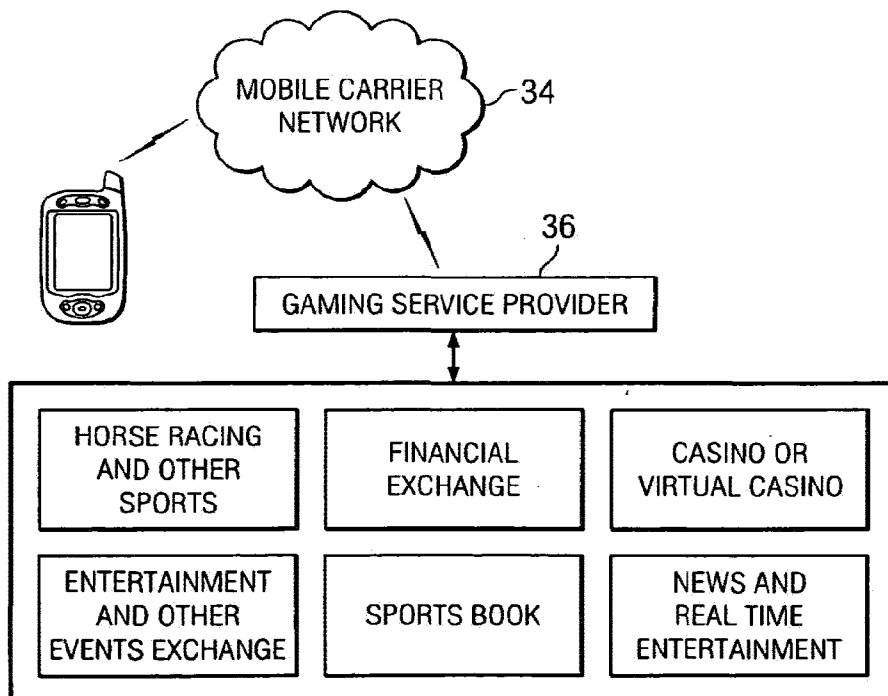 MOBILE CARRIER
NETWORK
34
36
GAMING SERVICE PROVIDER
HORSE RACING
AND OTHER
SPORTS
FINANCIAL
EXCHANGE
CASINO OR
VIRTUAL CASINO
ENTERTAINMENT
AND OTHER
EVENTS EXCHANGE
SPORTS BOOK
NEWS AND
REAL TIME
ENTERTAINMENT